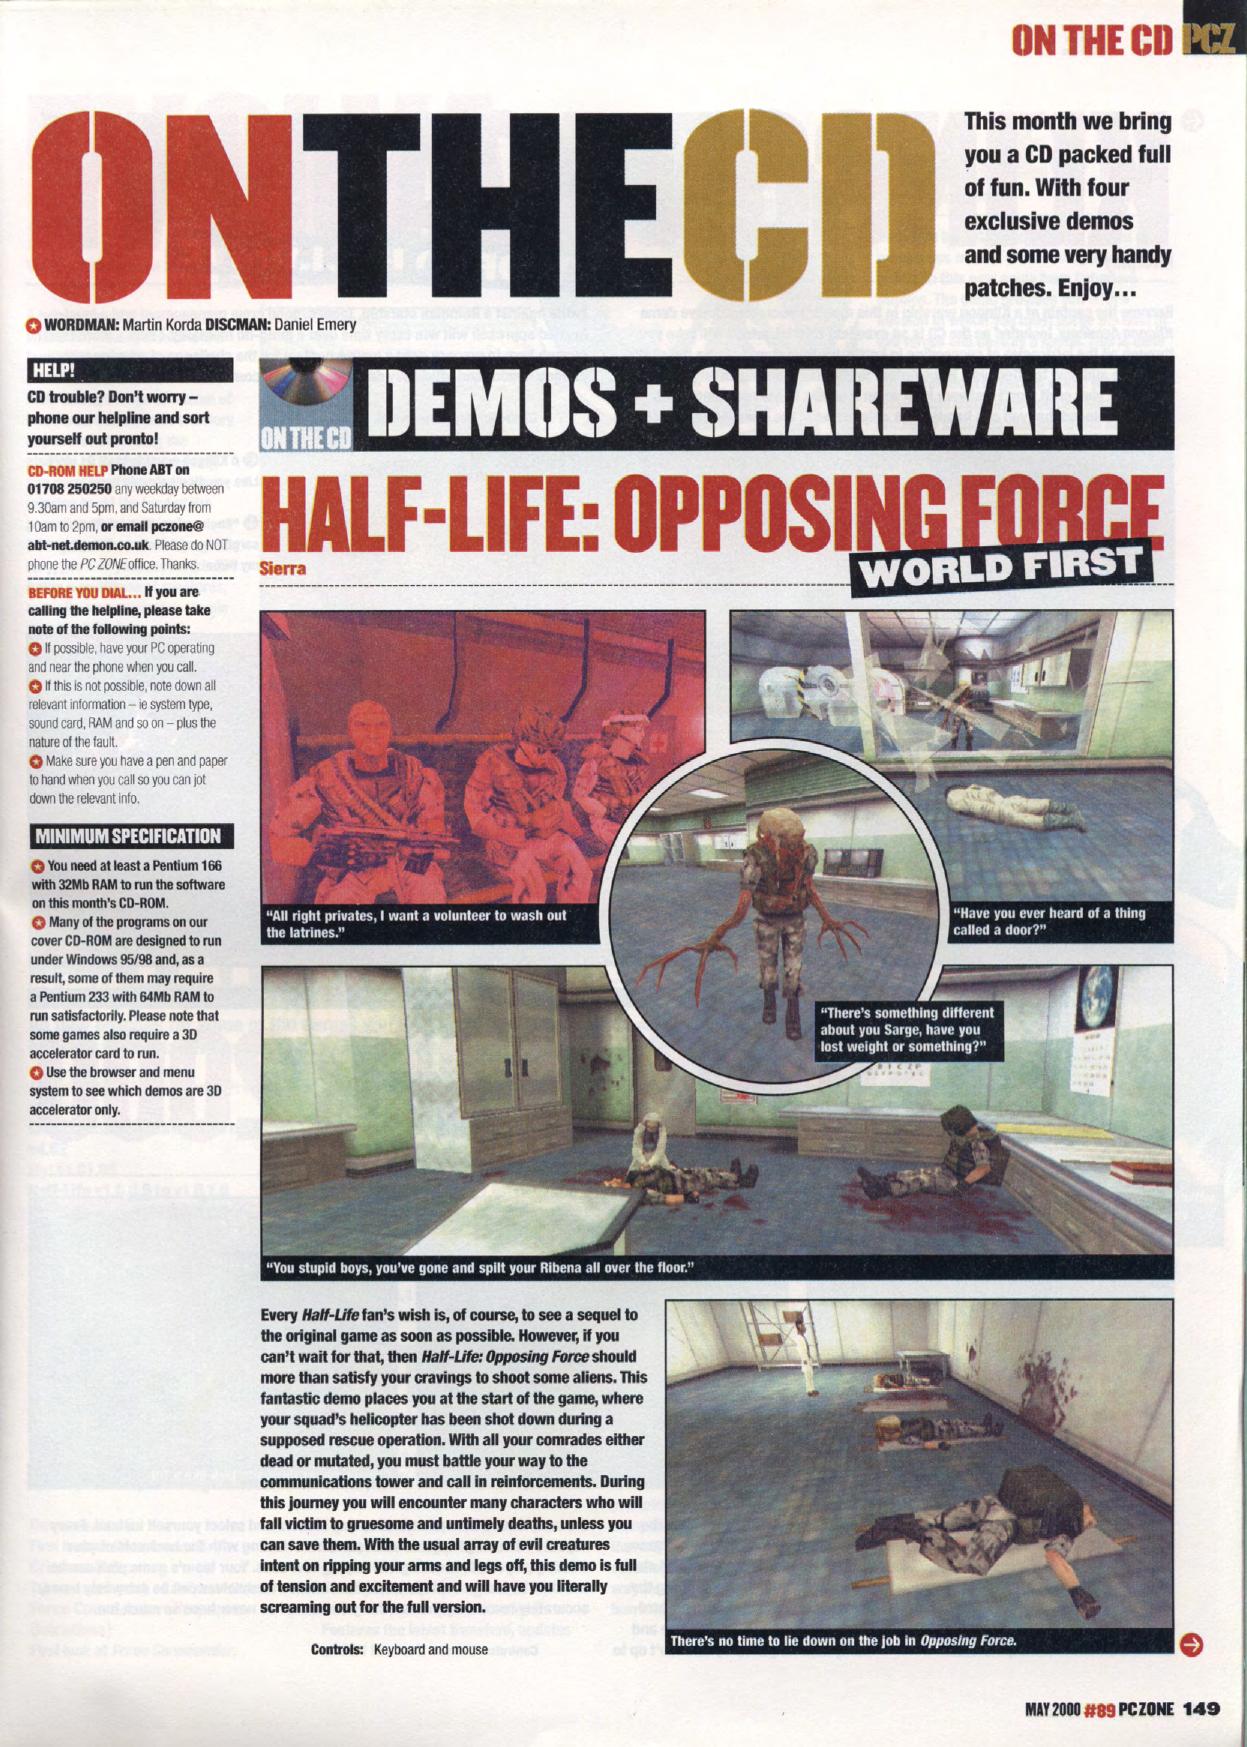 ON THE CD PCZ
ONTHECD
This month we bring
you a CD packed full
of fun. With four
exclusive demos
and some very handy
patches. Enjoy...
WORDMAN: Martin Korda DISCMAN: Daniel Emery
HELP!
CD trouble? Don't worry –
phone our helpline and sort
yourself out pronto!
CD-ROM HELP Phone ABT on
01708 250250 any weekday between
9.30am and 5pm, and Saturday from
10am to 2pm, or email pczone@
abt-net.demon.co.uk. Please do NOT
phone the PC ZONE office. Thanks.
BEFORE YOU DIAL... If you are
calling the helpline, please take
note of the following points:
If possible, have your PC operating
and near the phone when you call.
If this is not possible, note down all
relevant information – ie system type,
sound card, RAM and so on – plus the
nature of the fault.
Make sure you have a pen and paper
to hand when you call so you can jot
down the relevant info.
MINIMUM SPECIFICATION
You need at least a Pentium 166
with 32Mb RAM to run the software
on this month's CD-ROM.
Many of the programs on our
cover CD-ROM are designed to run
under Windows 95/98 and, as a
result, some of them may require
a Pentium 233 with 64Mb RAM to
run satisfactorily. Please note that
some games also require a 3D
accelerator card to run.
Use the browser and menu
system to see which demos are 3D
accelerator only.
ON THE CD
DEMOS + SHAREWARE
HALF-LIFE: OPPOSING FORCE
Sierra
WORLD FIRST
"All right privates, I want a volunteer to wash out
the latrines."
"Have you ever heard of a thing
called a door?"
"There's something different
about you Sarge, have you
lost weight or something?"
"You stupid boys, you've gone and spilt your Ribena all over the floor."
Every Half-Life fan's wish is, of course, to see a sequel to
the original game as soon as possible. However, if you
can't wait for that, then Half-Life: Opposing Force should
more than satisfy your cravings to shoot some aliens. This
fantastic demo places you at the start of the game, where
your squad's helicopter has been shot down during a
supposed rescue operation. With all your comrades either
dead or mutated, you must battle your way to the
communications tower and call in reinforcements. During
this journey you will encounter many characters who will
fall victim to gruesome and untimely deaths, unless you
can save them. With the usual array of evil creatures
intent on ripping your arms and legs off, this demo is full
of tension and excitement and will have you literally
screaming out for the full version.
Controls: Keyboard and mouse
There's no time to lie down on the job in Opposing Force.
MAY 2000 #89 PC ZONE 149